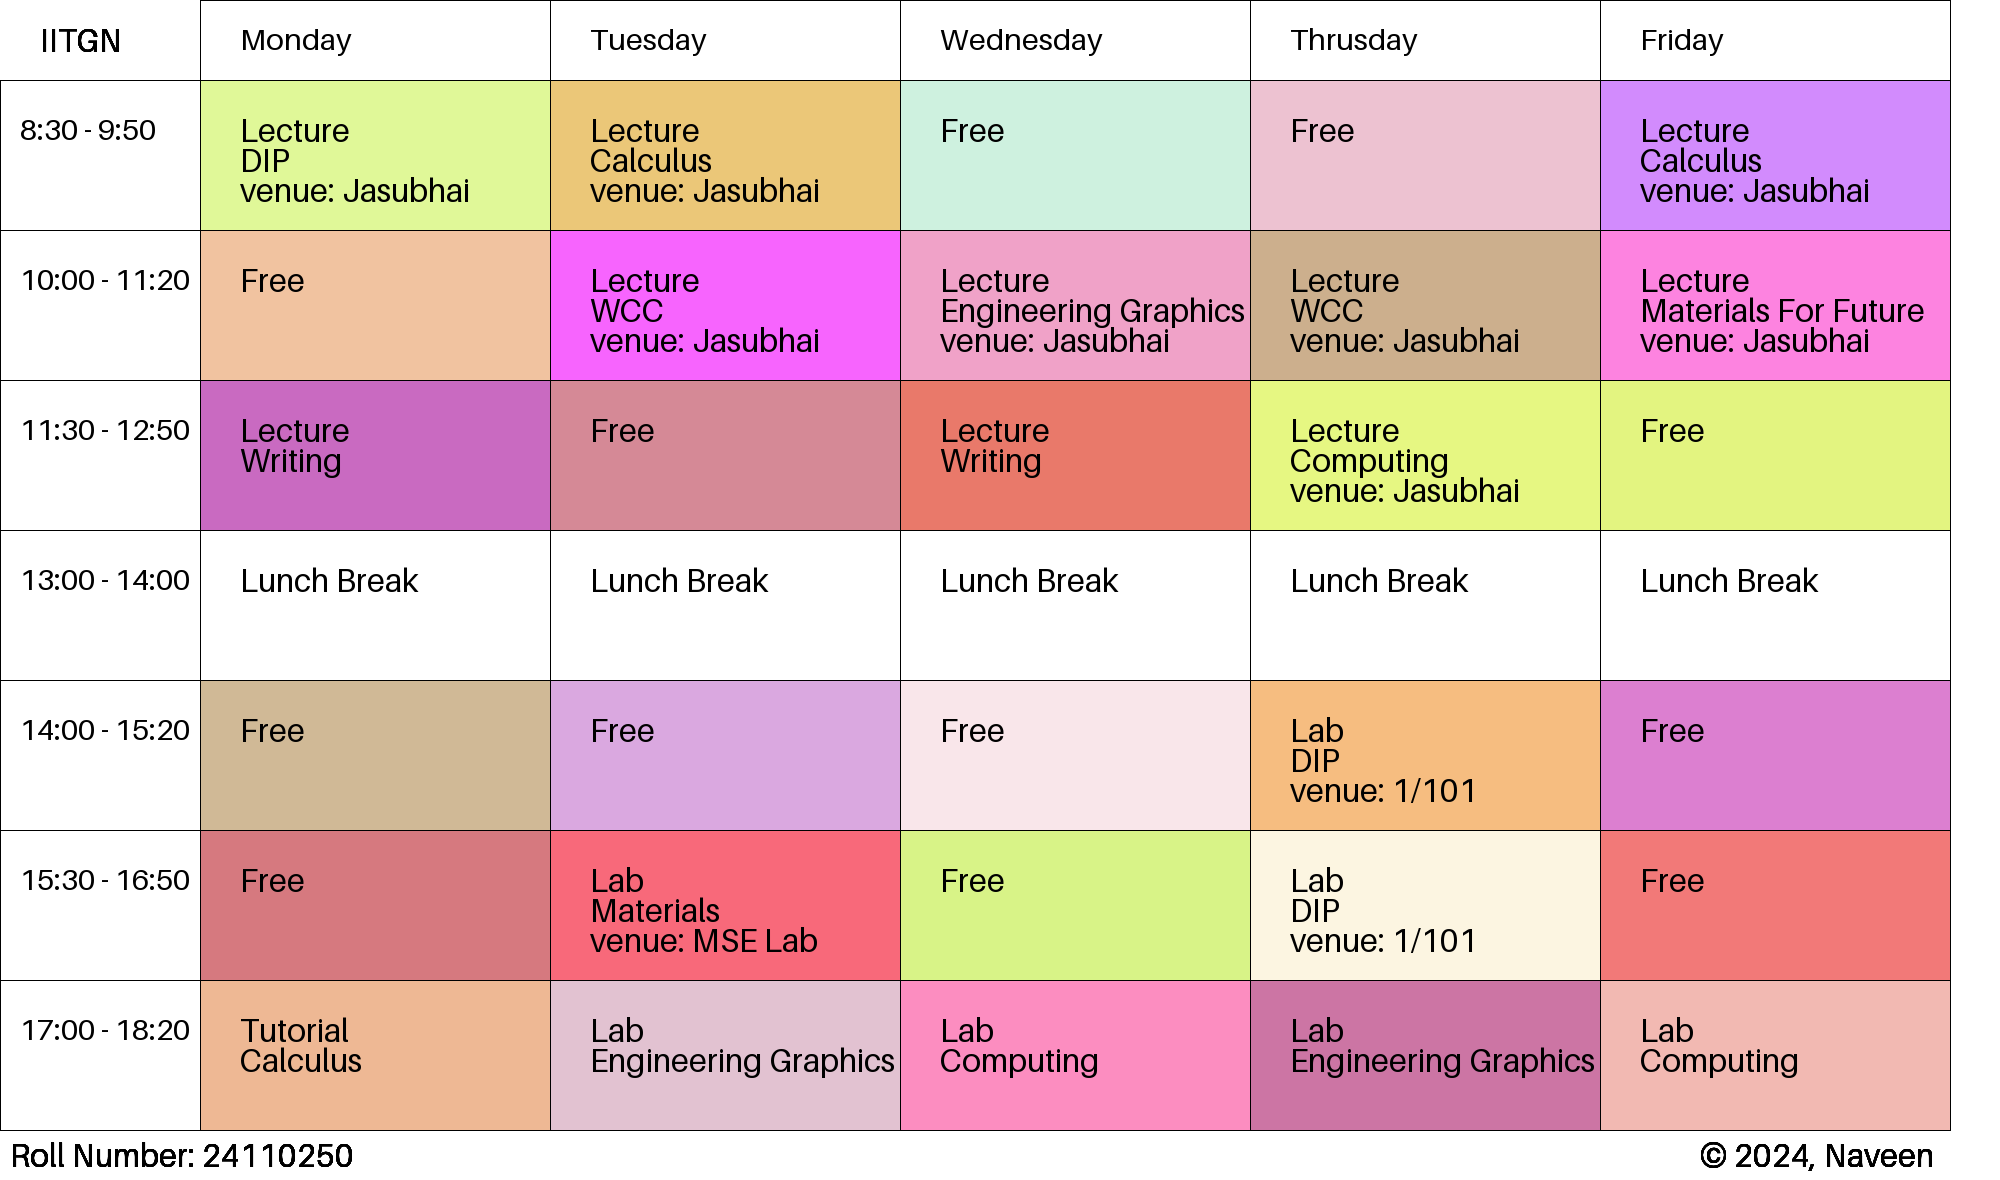 IITGN Monday Tuesday Wednesday Thrusday Friday
8:30 - 9:50
Lecture
DIP
venue: Jasubhai
Lecture
Calculus
venue: Jasubhai
Free
Free
Lecture
Calculus
venue: Jasubhai
10:00 - 11:20
Free
Lecture
WCC
venue: Jasubhai
Lecture
Engineering Graphics
venue: Jasubhai
Lecture
WCC
venue: Jasubhai
Lecture
Materials For Future
venue: Jasubhai
11:30 - 12:50
Lecture
Writing
Free
Lecture
Writing
Lecture
Computing
venue: Jasubhai
Free
13:00 - 14:00
Lunch Break
Lunch Break
Lunch Break
Lunch Break
Lunch Break
14:00 - 15:20
Free
Free
Free
Lab
DIP
venue: 1/101
Free
15:30 - 16:50
Free
Lab
Materials
venue: MSE Lab
Free
Lab
DIP
venue: 1/101
Free
17:00 - 18:20
Tutorial
Calculus
Lab
Engineering Graphics
Lab
Computing
Lab
Engineering Graphics
Lab
Computing
Roll Number: 24110250
© 2024, Naveen